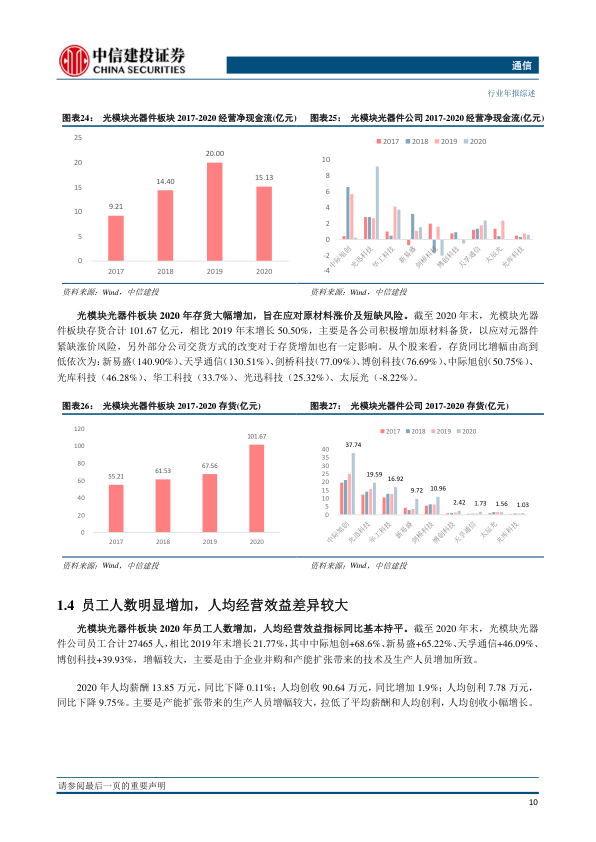 中信建投证券
CHINA SECURITIES
通信
行业年报综述
图表24： 光模块光器件板块 2017-2020 经营净现金流(亿元)
图表25： 光模块光器件公司 2017-2020 经营净现金流(亿元)
25
20
15
10
5
0
9.21
14.40
20.00
15.13
2017
2018
2019
2020
2017 2018 2019 2020
10
8
6
4
2
0
-2
-4
中际旭创
光迅科技
华工科技
新易盛
剑桥科技
博创科技
天孚通信
太辰光
光库科技
资料来源：Wind，中信建投
资料来源：Wind，中信建投
光模块光器件板块 2020 年存货大幅增加，旨在应对原材料涨价及短缺风险。截至 2020 年末，光模块光器
件板块存货合计 101.67 亿元，相比 2019 年末增长 50.50%，主要是各公司积极增加原材料备货，以应对元器件
紧缺涨价风险，另外部分公司交货方式的改变对于存货增加也有一定影响。从个股来看，存货同比增幅由高到
低依次为：新易盛（140.90%）、天孚通信（130.51%）、剑桥科技（77.09%）、博创科技（76.69%）、中际旭创（50.75%）、
光库科技（46.28%）、华工科技（33.7%）、光迅科技（25.32%）、太辰光（-8.22%）。
图表26： 光模块光器件板块 2017-2020 存货(亿元)
图表27： 光模块光器件公司 2017-2020 存货(亿元)
120
100
80
60
40
20
0
55.21
61.53
67.56
101.67
2017
2018
2019
2020
2017 2018 2019 2020
40
35
30
25
20
15
10
5
0
37.74
19.59
16.92
9.72
10.96
2.42
1.73
1.56
1.03
中际旭创
光迅科技
华工科技
新易盛
剑桥科技
博创科技
天孚通信
太辰光
光库科技
资料来源：Wind，中信建投
资料来源：Wind，中信建投
1.4 员工人数明显增加，人均经营效益差异较大
光模块光器件板块 2020 年员工人数增加，人均经营效益指标同比基本持平。截至 2020 年末，光模块光器
件公司员工合计 27465 人，相比 2019 年末增长 21.77%，其中中际旭创+68.6%、新易盛+65.22%、天孚通信+46.09%、
博创科技+39.93%，增幅较大，主要是由于企业并购和产能扩张带来的技术及生产人员增加所致。
2020 年人均薪酬 13.85 万元，同比下降 0.11%；人均创收 90.64 万元，同比增加 1.9%；人均创利 7.78 万元，
同比下降 9.75%。主要是产能扩张带来的生产人员增幅较大，拉低了平均薪酬和人均创利，人均创收小幅增长。
请参阅最后一页的重要声明
10